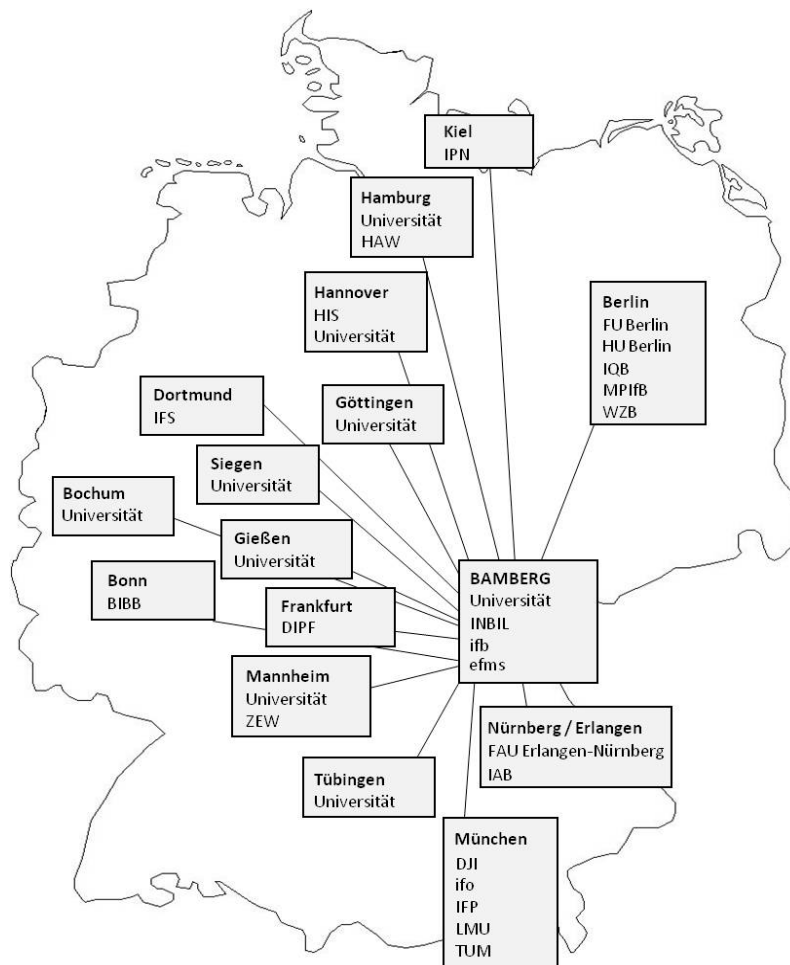 Kiel
IPN
Hamburg
Universität
HAW
Hannover
HIS
Universität
Berlin
FU Berlin
HU Berlin
IQB
MPIfB
WZB
Dortmund
IFS
Göttingen
Universität
Siegen
Universität
Bochum
Universität
Gießen
Universität
Bonn
BIBB
Frankfurt
DIPF
BAMBERG
Universität
INBIL
ifb
efms
Mannheim
Universität
ZEW
Nürnberg / Erlangen
FAU Erlangen-Nürnberg
IAB
Tübingen
Universität
München
DJI
ifo
IFP
LMU
TUM